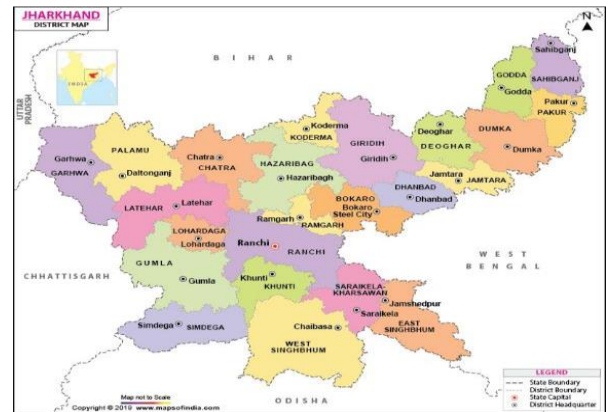 JHARKHAND
DISTRICT MAP
INDIA
N
BIHAR
UTTAR
PRADESH
Sahibganj
SAHIBGANJ
GODDA
Godda
Pakur
PAKUR
Koderma
KODERMA
Deoghar
DEOGHAR
DUMKA
Dumka
PALAMU
Garhwa
GARHWA
Daltonganj
Chatra
CHATRA
HAZARIBAG
Hazaribagh
GIRIDIH
Giridih
Jamtara
JAMTARA
DHANBAD
Dhanbad
BOKARO
Bokaro
Steel City
LATEHAR
Latehar
Ramgarh
RAMGARH
LOHARDAGA
Lohardaga
Ranchi
RANCHI
WEST
BENGAL
CHHATTISGARH
GUMLA
Gumla
Khunti
KHUNTI
SARAIKELA-
KHARSAWAN
Jamshedpur
Saraikela
Simdega
SIMDEGA
Chaibasa
WEST
SINGHBHUM
EAST
SINGHBHUM
ODISHA
LEGEND
State Boundary
District Boundary
State Capital
District Headquarter
Map not to Scale
Copyright © 2019 www.mapsofindia.com